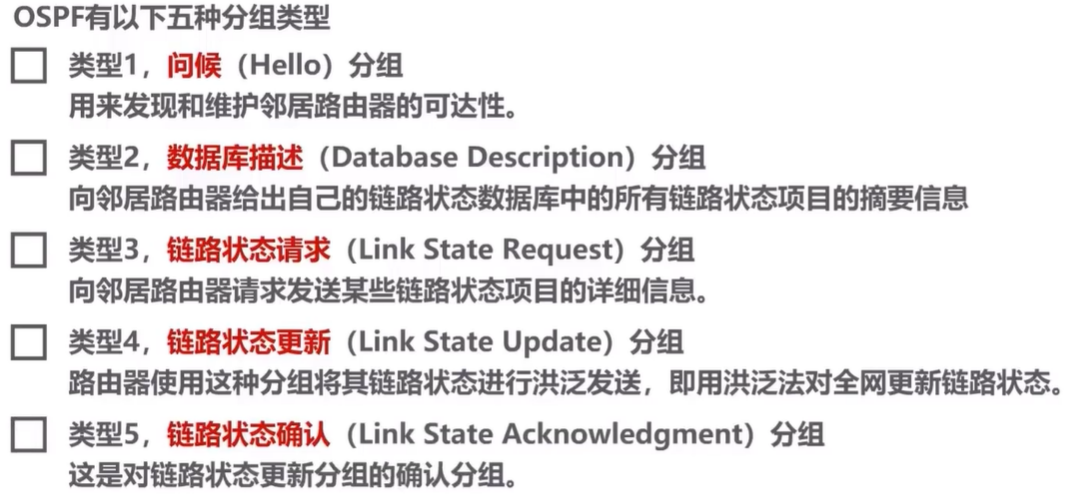 OSPF有以下五种分组类型
类型1，问候（Hello）分组
用来发现和维护邻居路由器的可达性。
类型2，数据库描述（Database Description）分组
向邻居路由器给出自己的链路状态数据库中的所有链路状态项目的摘要信息
类型3，链路状态请求（Link State Request）分组
向邻居路由器请求发送某些链路状态项目的详细信息。
类型4，链路状态更新（Link State Update）分组
路由器使用这种分组将其链路状态进行洪泛发送，即用洪泛法对全网更新链路状态。
类型5，链路状态确认（Link State Acknowledgment）分组
这是对链路状态更新分组的确认分组。